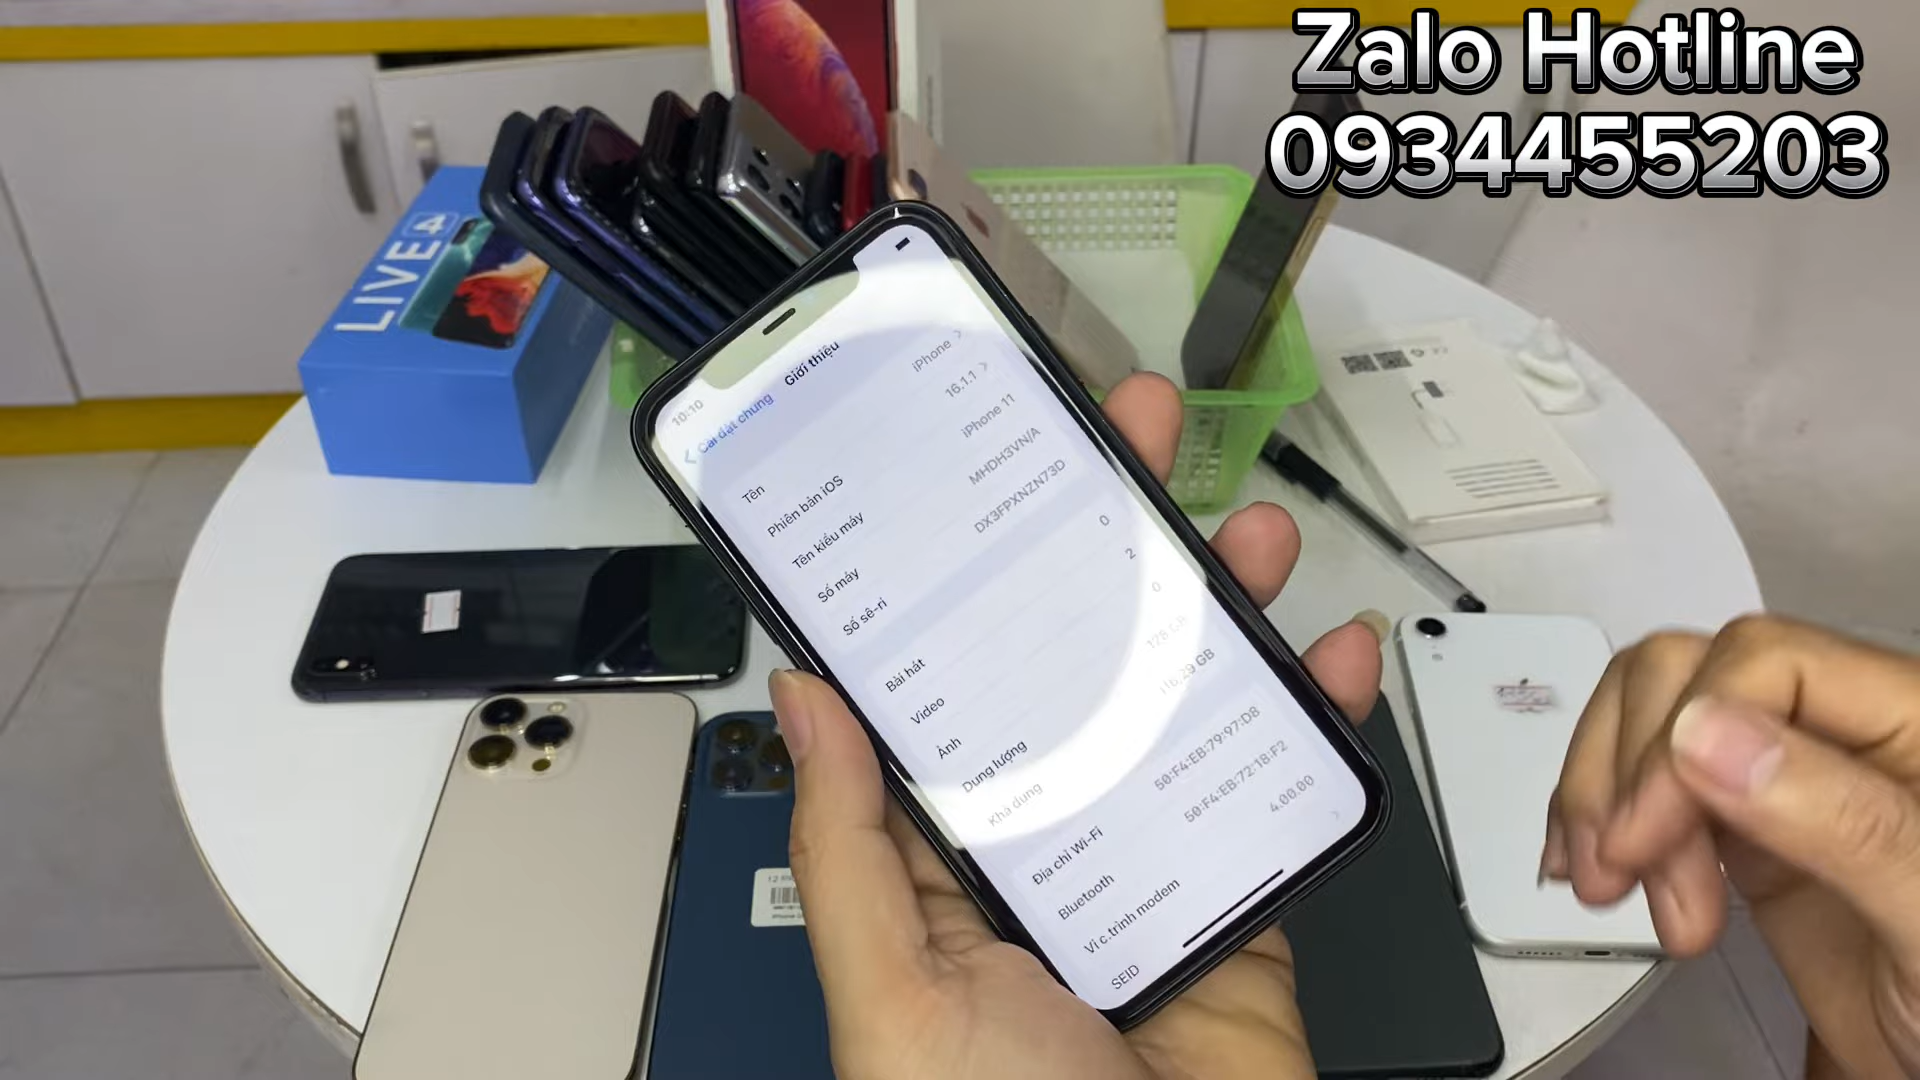 Zalo Hotline
0934455203
LIVE 4
10:10
Cài đặt chung
Giới thiệu
Tên iPhone
Phiên bản iOS 16.1.1
Tên kiểu máy iPhone 11
Số máy MHDH3VN/A
Số sê-ri DX3FPXNZN73D
Bài hát 0
Video 2
Ảnh 0
Dung lượng 128 GB
Khả dụng 116,29 GB
Địa chỉ Wi-Fi 50:F4:EB:79:97:D8
Bluetooth 50:F4:EB:72:1B:F2
Vi c.trình modem 4.00.00
SEID